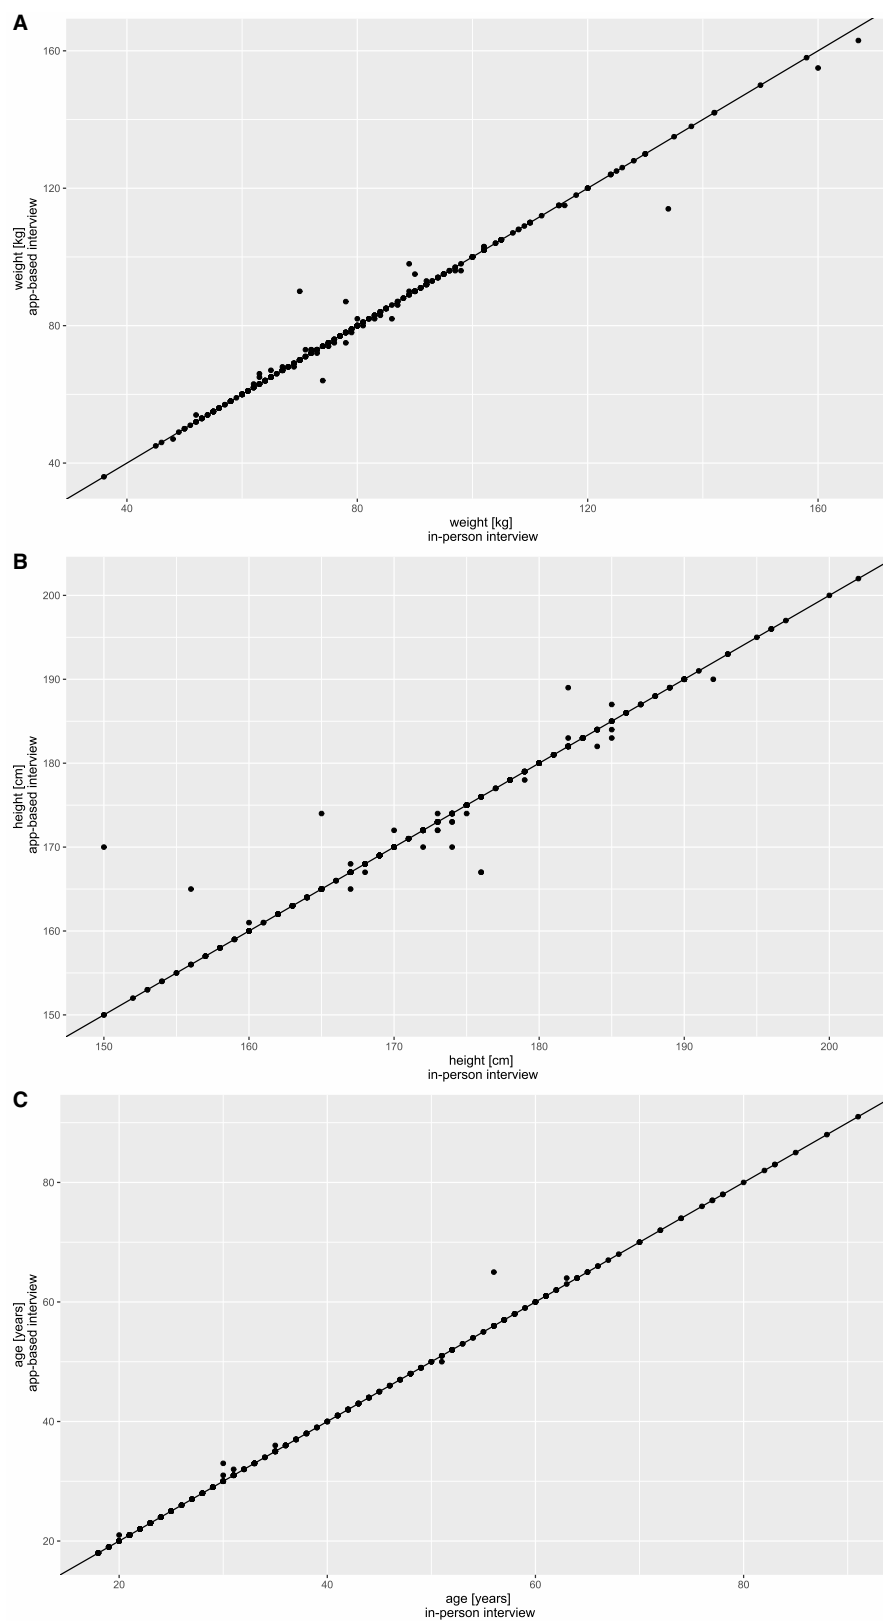 A
160
120
80
40
weight [kg]
app-based interview
40
80
120
160
weight [kg]
in-person interview
B
200
190
180
170
160
150
height [cm]
app-based interview
150
160
170
180
190
200
height [cm]
in-person interview
C
80
60
40
20
age [years]
app-based interview
20
40
60
80
age [years]
in-person interview